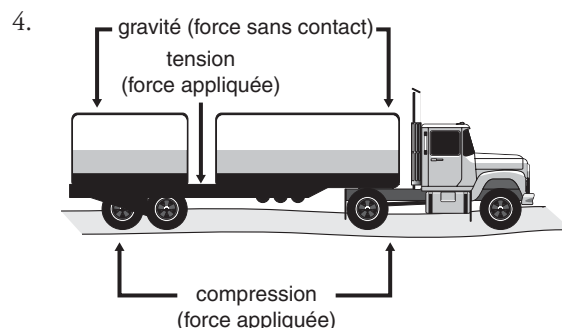 4.
gravité (force sans contact)
tension
(force appliquée)
compression
(force appliquée)